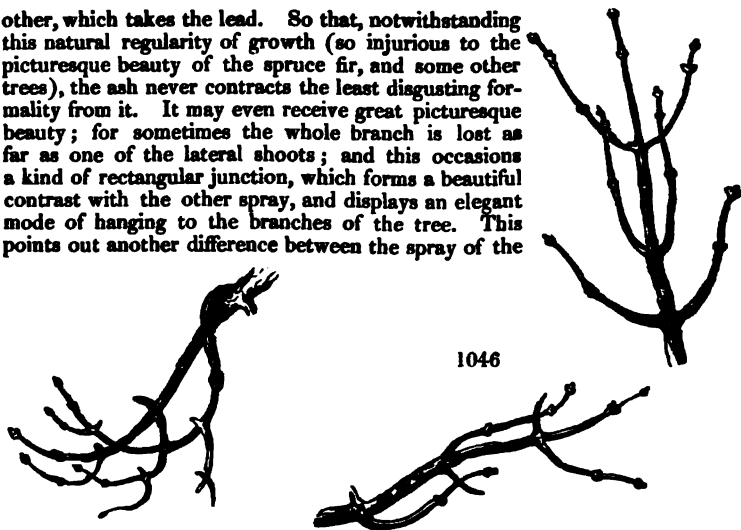 other, which takes the lead. So that, notwithstanding
this natural regularity of growth (so injurious to the
picturesque beauty of the spruce fir, and some other
trees), the ash never contracts the least disgusting for-
mality from it. It may even receive great picturesque
beauty; for sometimes the whole branch is lost as
far as one of the lateral shoots; and this occasions
a kind of rectangular junction, which forms a beautiful
contrast with the other spray, and displays an elegant
mode of hanging to the branches of the tree. This
points out another difference between the spray of the
1046